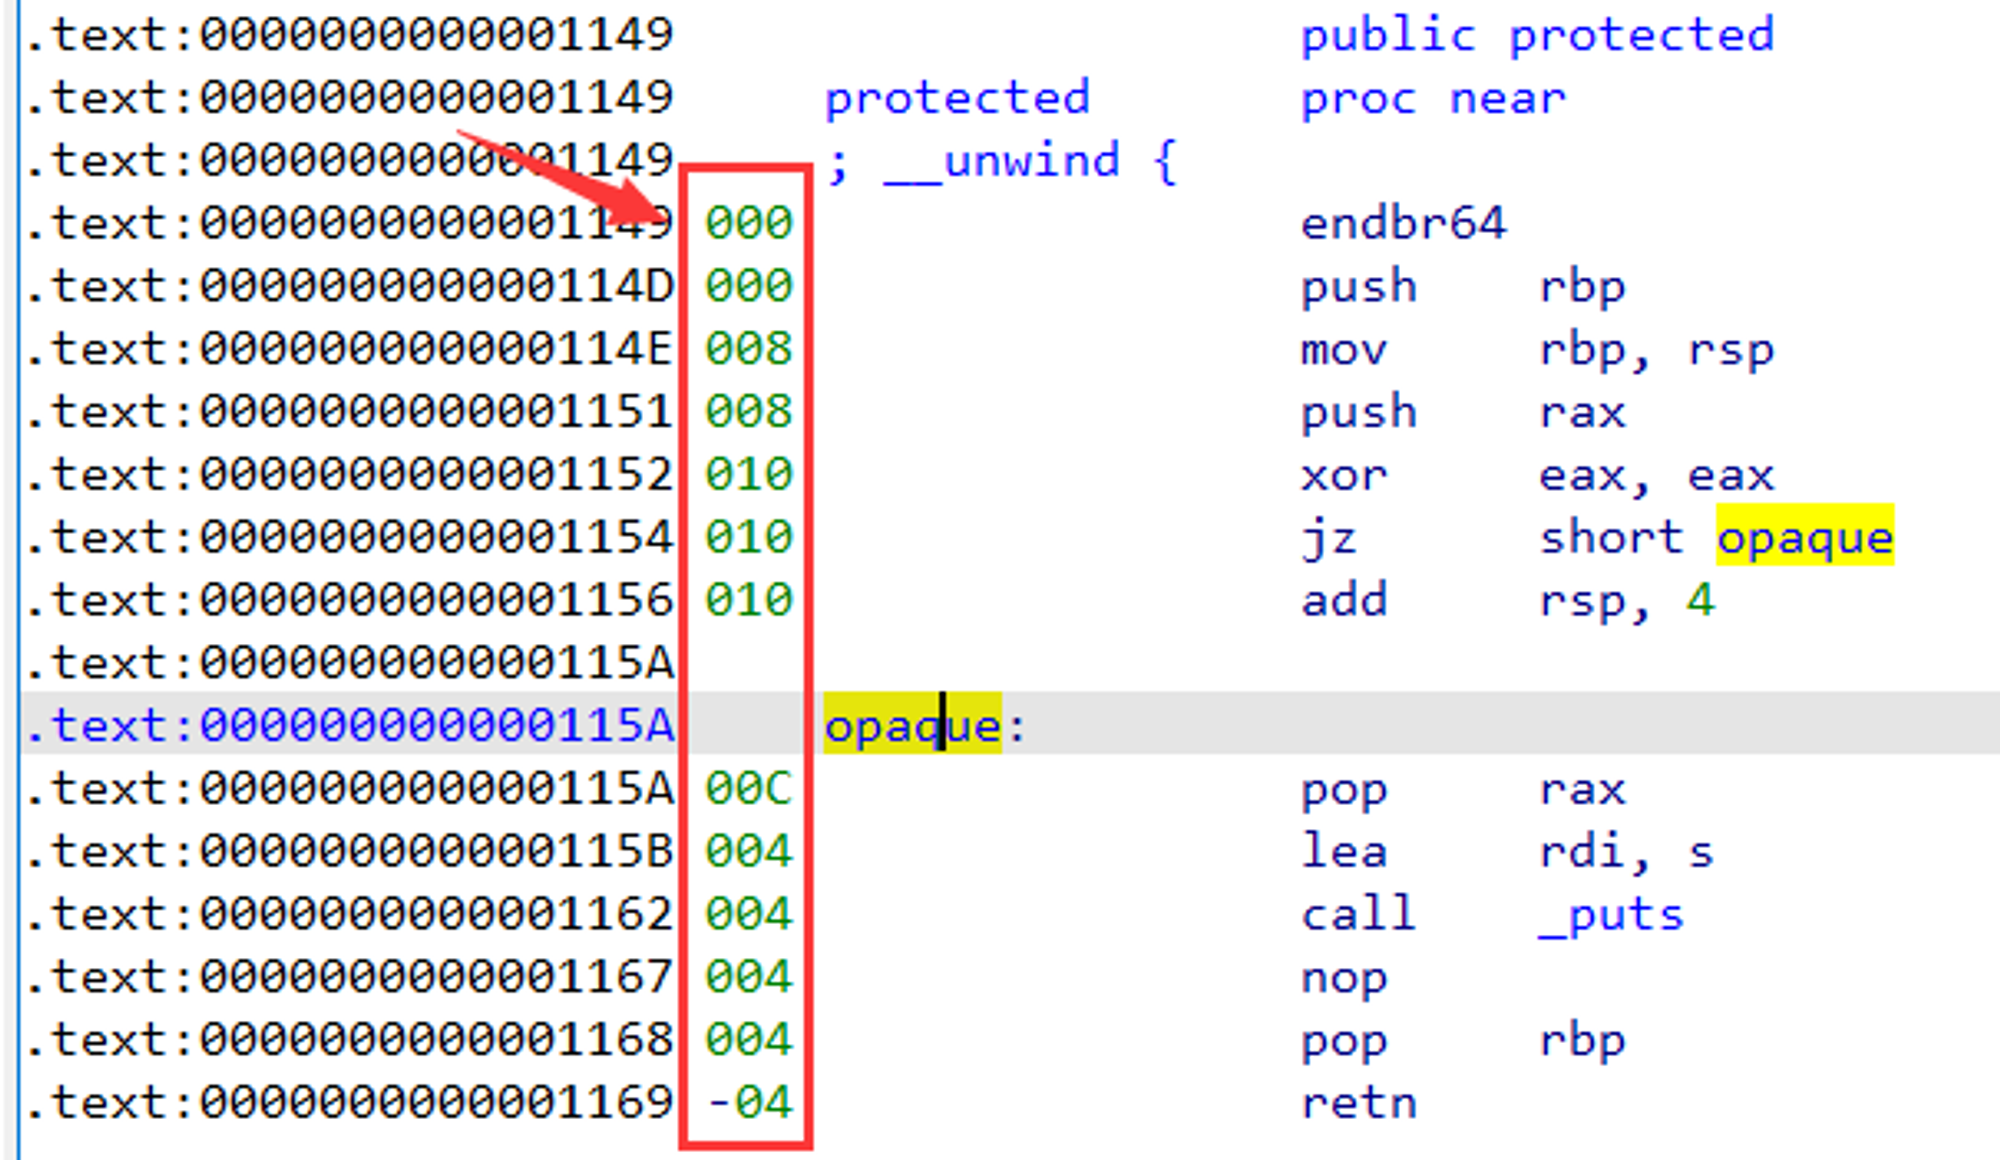 .text:0000000000001149 public protected
.text:0000000000001149 protected proc near
.text:0000000000001149 ; __unwind {
.text:0000000000001149 000 endbr64
.text:000000000000114D 000 push rbp
.text:000000000000114E 008 mov rbp, rsp
.text:0000000000001151 008 push rax
.text:0000000000001152 010 xor eax, eax
.text:0000000000001154 010 jz short opaque
.text:0000000000001156 010 add rsp, 4
.text:000000000000115A
.text:000000000000115A opaque:
.text:000000000000115A 00C pop rax
.text:000000000000115B 004 lea rdi, s
.text:0000000000001162 004 call _puts
.text:0000000000001167 004 nop
.text:0000000000001168 004 pop rbp
.text:0000000000001169 -04 retn